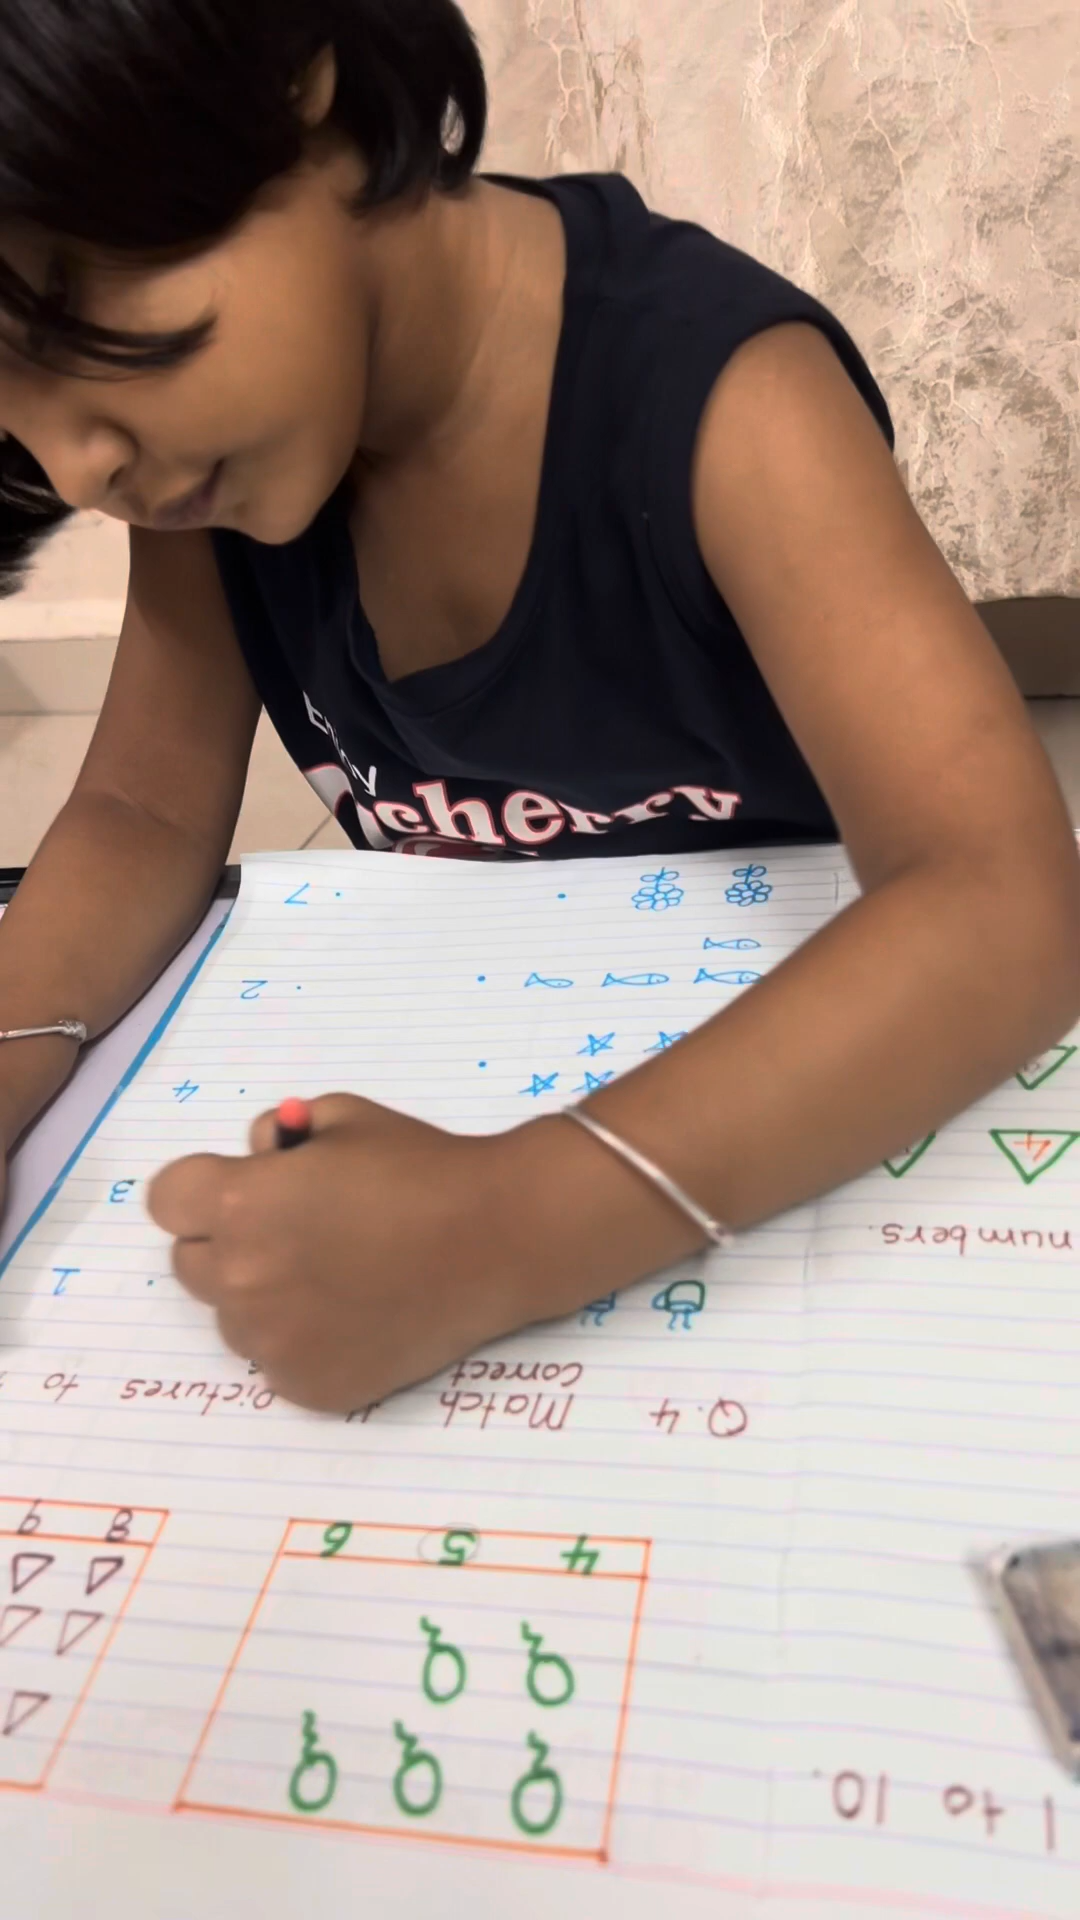 Enjoy
cherry
1 to 10.
4 5 6
8 9
Q.4 Match pictures to
correct
1
3
4
2
7
numbers.
4